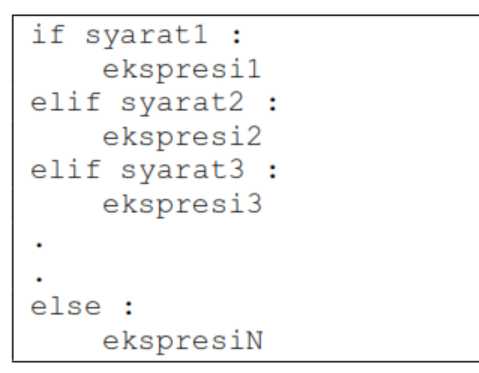 if syarat1 :
    ekspresi1
elif syarat2 :
    ekspresi2
elif syarat3 :
    ekspresi3
.
.
else :
    ekspresiN